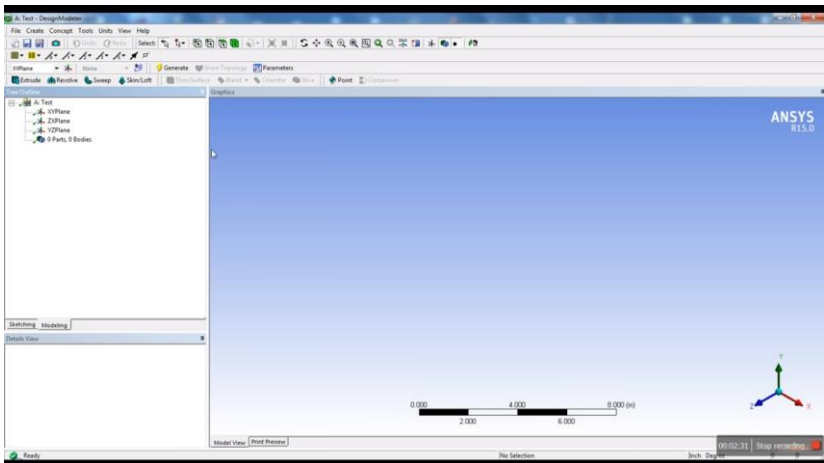 A: Test - DesignModeler
File Create Concept Tools Units View Help
Undo Redo Select:
XYPlane None Generate Share Topology Parameters
Extrude Revolve Sweep Skin/Loft Thin/Surface Blend Chamfer Slice Point Conversion
Tree Outline Graphics
A: Test
XYPlane
ZXPlane
YZPlane
0 Parts, 0 Bodies
ANSYS
R15.0
Sketching Modeling
Details View
Y
Z X
0.000 4.000 8.000 (in)
2.000 6.000
Model View Print Preview
00:02:31 Stop recording
Ready No Selection Inch